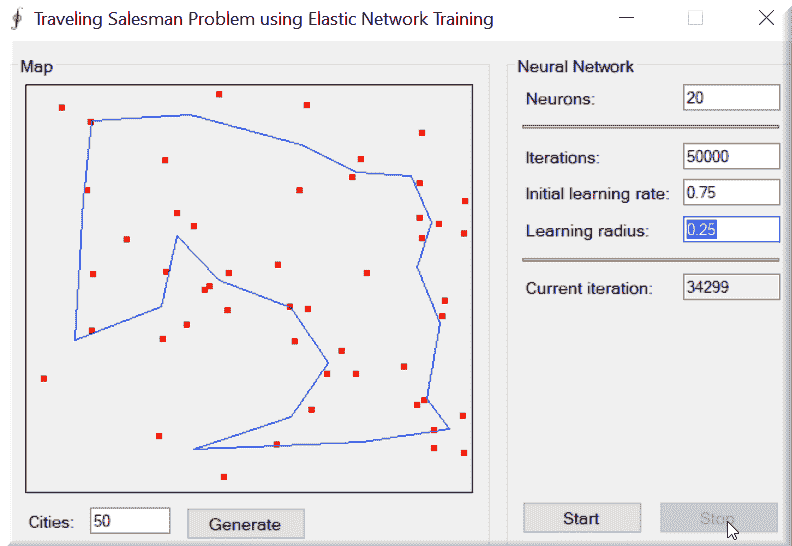 Traveling Salesman Problem using Elastic Network Training
Map
Neural Network
Neurons: 20
Iterations: 50000
Initial learning rate: 0.75
Learning radius: 0.25
Current iteration: 34299
Cities: 50
Generate
Start
Stop